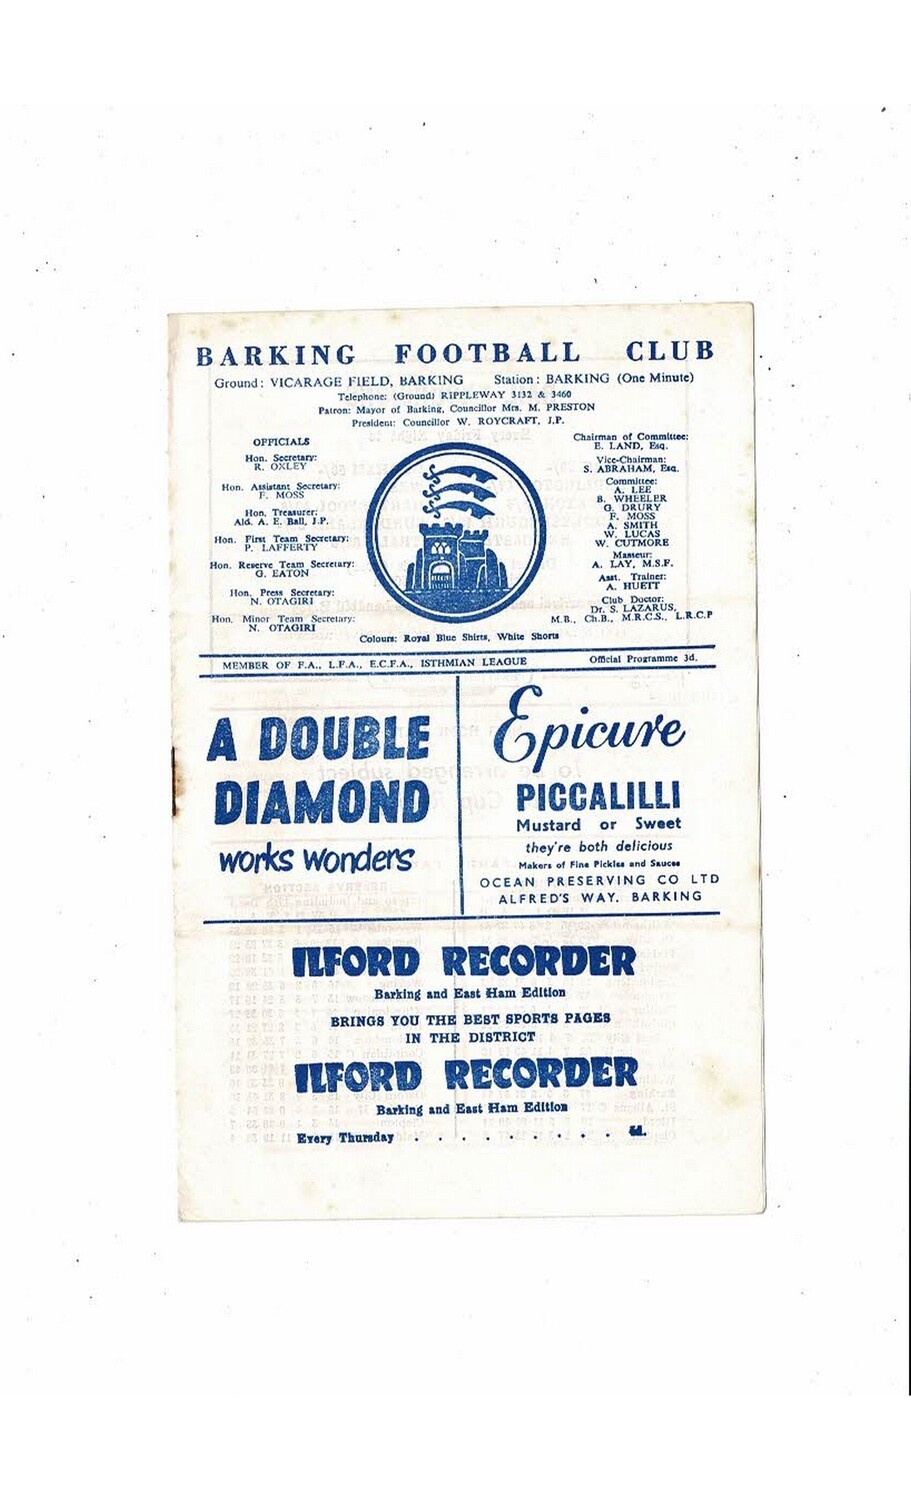 BARKING FOOTBALL CLUB
Ground: VICARAGE FIELD, BARKING Station: BARKING (One Minute)
Telephone: (Ground) RIPPLEWAY 3132 & 3460
Patron: Mayor of Barking, Councillor Mrs. M. PRESTON
President: Councillor W. ROYCRAFT, J.P.
OFFICIALS
Hon. Secretary:
R. OXLEY
Hon. Assistant Secretary:
F. MOSS
Hon. Treasurer:
Ald. A. E. Ball, J.P.
Hon. First Team Secretary:
P. LAFFERTY
Hon. Reserve Team Secretary:
G. EATON
Hon. Press Secretary:
N. OTAGIRI
Hon. Minor Team Secretary:
N. OTAGIRI
Chairman of Committee:
E. LAND, Esq.
Vice-Chairman:
S. ABRAHAM, Esq.
Committee:
A. LEE
B. WHEELER
G. DRURY
F. MOSS
A. SMITH
W. LUCAS
W. CUTMORE
Masseur:
A. LAY, M.S.F.
Asst. Trainer:
A. HUETT
Club Doctor:
Dr. S. LAZARUS,
M.B., Ch.B., M.R.C.S., L.R.C.P
Colours: Royal Blue Shirts, White Shorts
MEMBER OF F.A., L.F.A., E.C.F.A., ISTHMIAN LEAGUE Official Programme 3d.
A DOUBLE
DIAMOND
works wonders
Epicure
PICCALILLI
Mustard or Sweet
they're both delicious
Makers of Fine Pickles and Sauces
OCEAN PRESERVING CO LTD
ALFRED'S WAY, BARKING
ILFORD RECORDER
Barking and East Ham Edition
BRINGS YOU THE BEST SPORTS PAGES
IN THE DISTRICT
ILFORD RECORDER
Barking and East Ham Edition
Every Thursday . . . . . . . . .